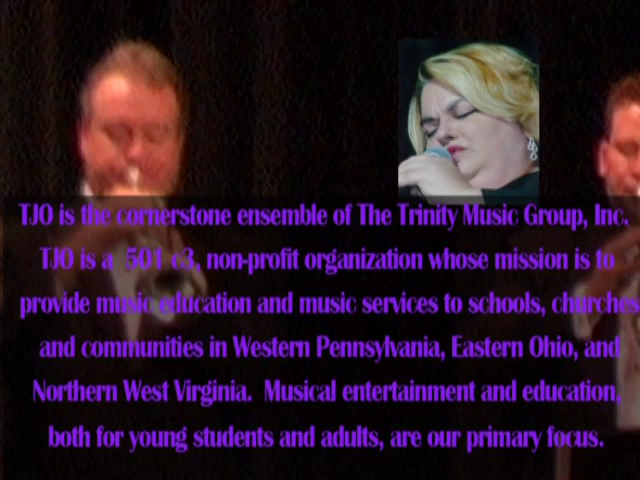 TJO is the cornerstone ensemble of The Trinity Music Group, Inc.
TJO is a 501 c3, non-profit organization whose mission is to
provide music education and music services to schools, churches
and communities in Western Pennsylvania, Eastern Ohio, and
Northern West Virginia. Musical entertainment and education,
both for young students and adults, are our primary focus.